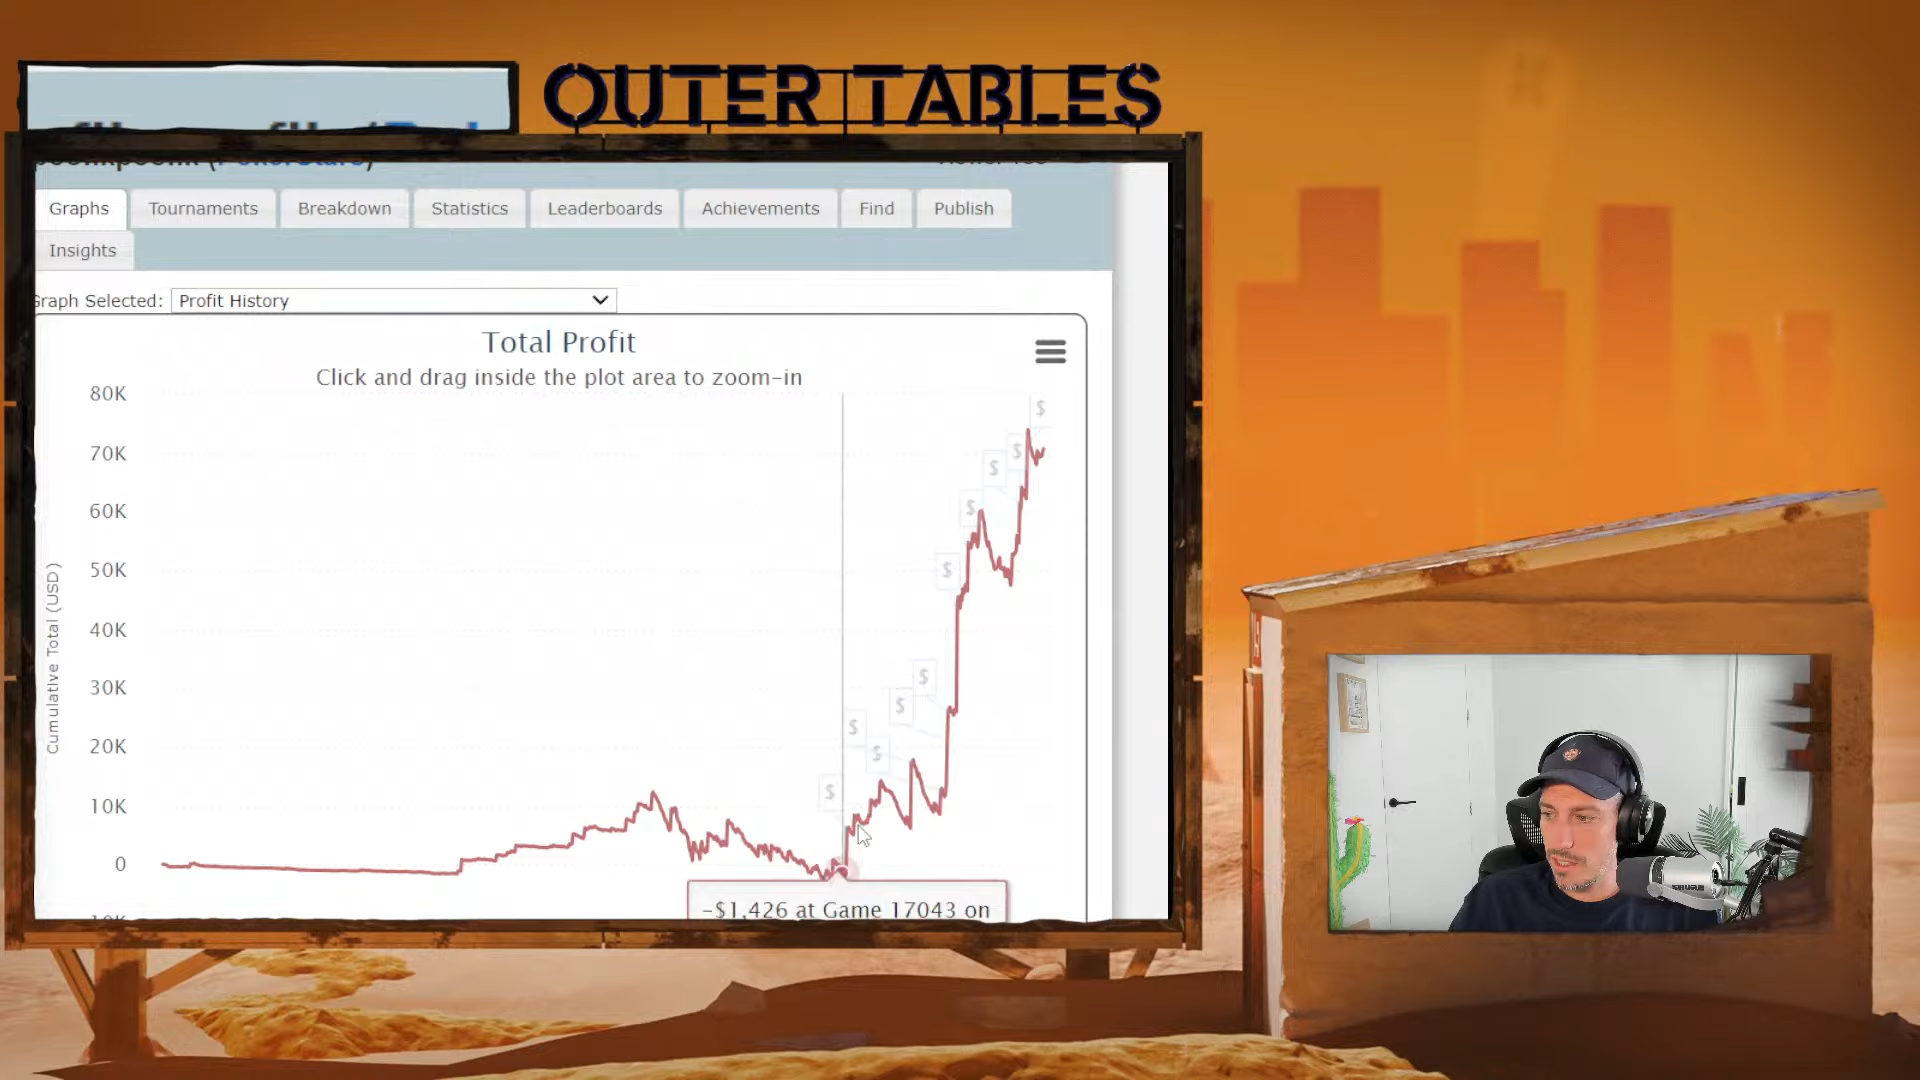 OUTER TABLES
Graphs Tournaments Breakdown Statistics Leaderboards Achievements Find Publish
Insights
Graph Selected: Profit History
Total Profit
Click and drag inside the plot area to zoom-in
80K
70K
60K
50K
40K
30K
20K
10K
0
Cumulative Total (USD)
$
$
$
$
$
$
$
$
$
$
-$1,426 at Game 17043 on